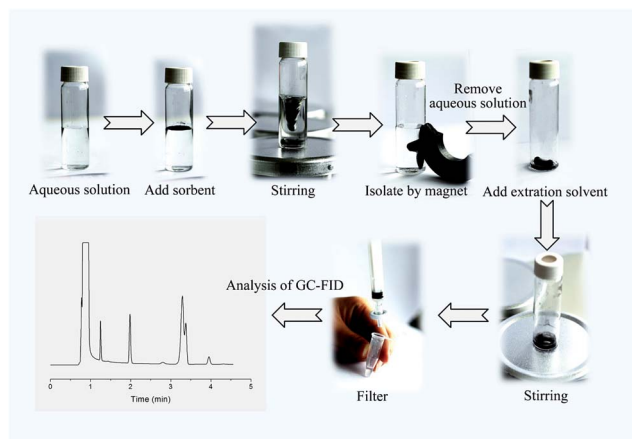 Remove
aqueous solution
Aqueous solution
Add sorbent
Stirring
Isolate by magnet
Add extration solvent
Analysis of GC-FID
Filter
Stirring
0 1 2 3 4 5
Time (min)